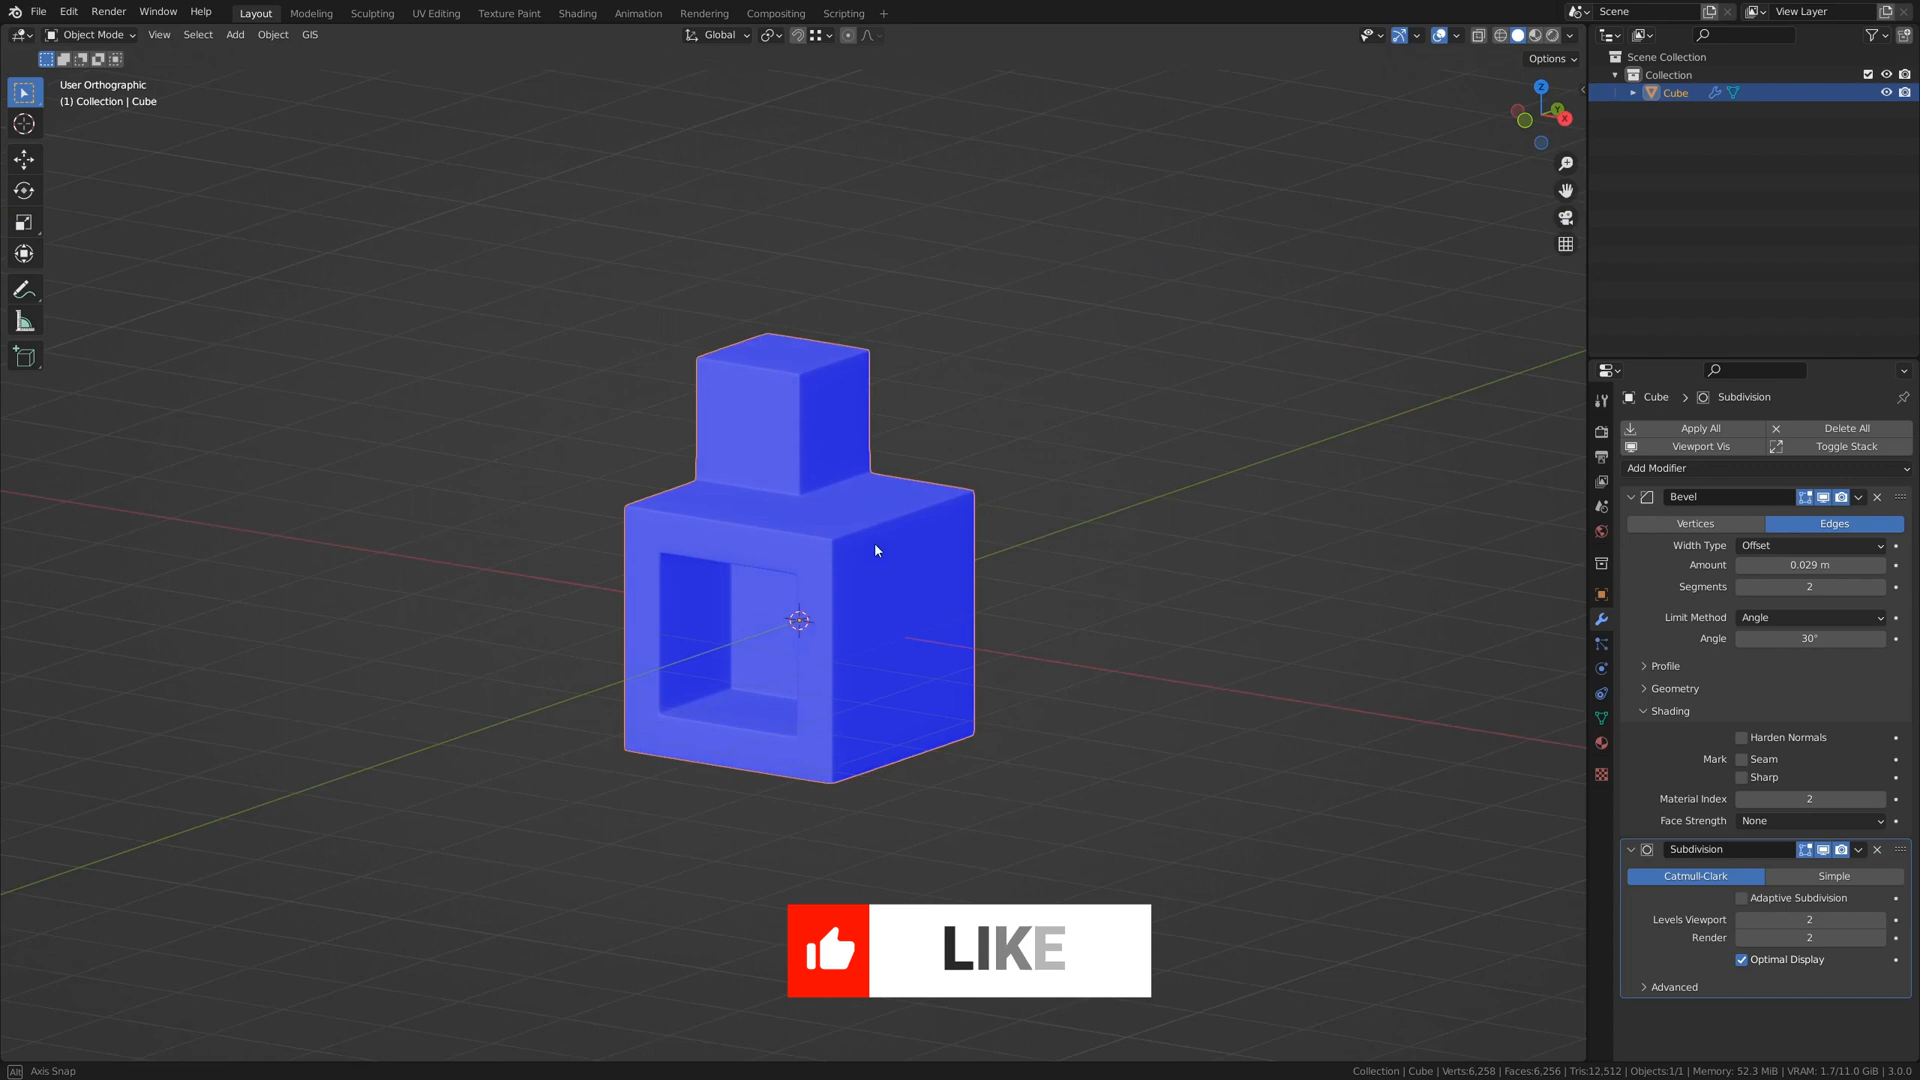 File Edit Render Window Help Layout Modeling Sculpting UV Editing Texture Paint Shading Animation Rendering Compositing Scripting + Scene View Layer
Object Mode View Select Add Object GIS Global
Options
User Orthographic
(1) Collection | Cube
Z
Y
X
Scene Collection
Collection
Cube
Cube > Subdivision
Apply All Delete All
Viewport Vis Toggle Stack
Add Modifier
Bevel
Vertices Edges
Width Type Offset
Amount 0.029 m
Segments 2
Limit Method Angle
Angle 30°
Profile
Geometry
Shading
Harden Normals
Mark Seam
Sharp
Material Index 2
Face Strength None
Subdivision
Catmull-Clark Simple
Adaptive Subdivision
Levels Viewport 2
Render 2
Optimal Display
Advanced
LIKE
Alt Axis Snap Collection | Cube | Verts:6,258 | Faces:6,256 | Tris:12,512 | Objects:1/1 | Memory: 52.3 MiB | VRAM: 1.7/11.0 GiB | 3.0.0